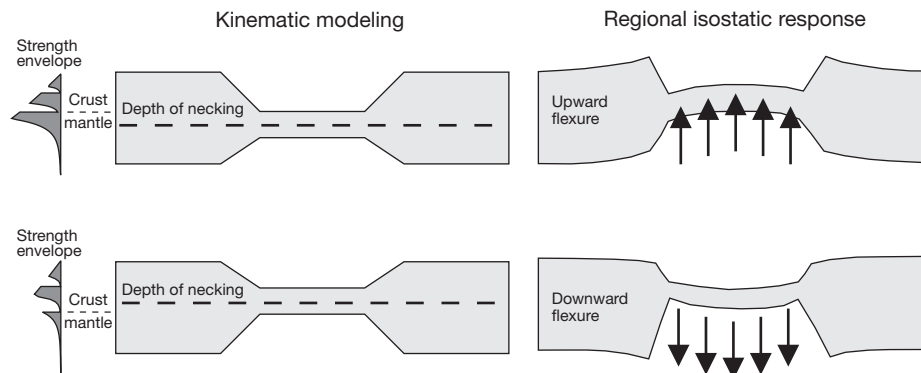 Kinematic modeling
Regional isostatic response
Strength
envelope
Crust
mantle
Depth of necking
Upward
flexure
Strength
envelope
Crust
mantle
Depth of necking
Downward
flexure